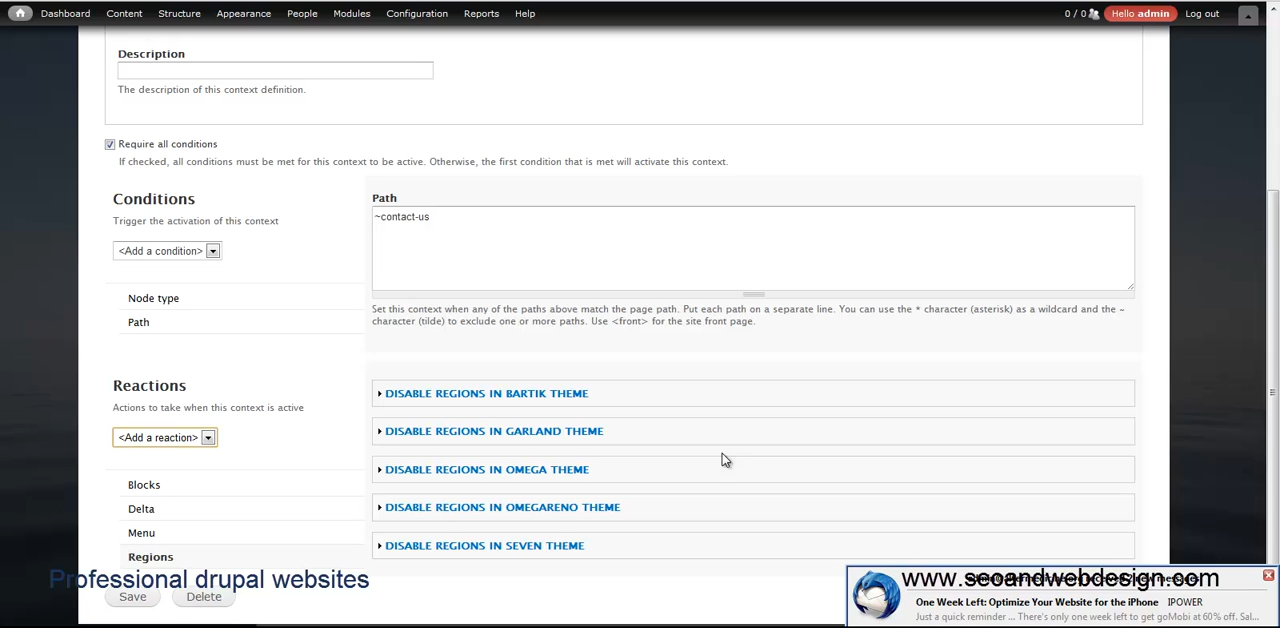 Dashboard Content Structure Appearance People Modules Configuration Reports Help 0 / 0 Hello admin Log out
Description
The description of this context definition.
Require all conditions
If checked, all conditions must be met for this context to be active. Otherwise, the first condition that is met will activate this context.
Conditions
Trigger the activation of this context
<Add a condition>
Node type
Path
Path
~contact-us
Set this context when any of the paths above match the page path. Put each path on a separate line. You can use the * character (asterisk) as a wildcard and the ~
character (tilde) to exclude one or more paths. Use <front> for the site front page.
Reactions
Actions to take when this context is active
<Add a reaction>
Blocks
Delta
Menu
Regions
DISABLE REGIONS IN BARTIK THEME
DISABLE REGIONS IN GARLAND THEME
DISABLE REGIONS IN OMEGA THEME
DISABLE REGIONS IN OMEGARENO THEME
DISABLE REGIONS IN SEVEN THEME
Professional drupal websites
Save Delete
www.seoandwebdesign.com
One Week Left: Optimize Your Website for the iPhone IPOWER
Just a quick reminder ... There's only one week left to get goMobi at 60% off. Sal...